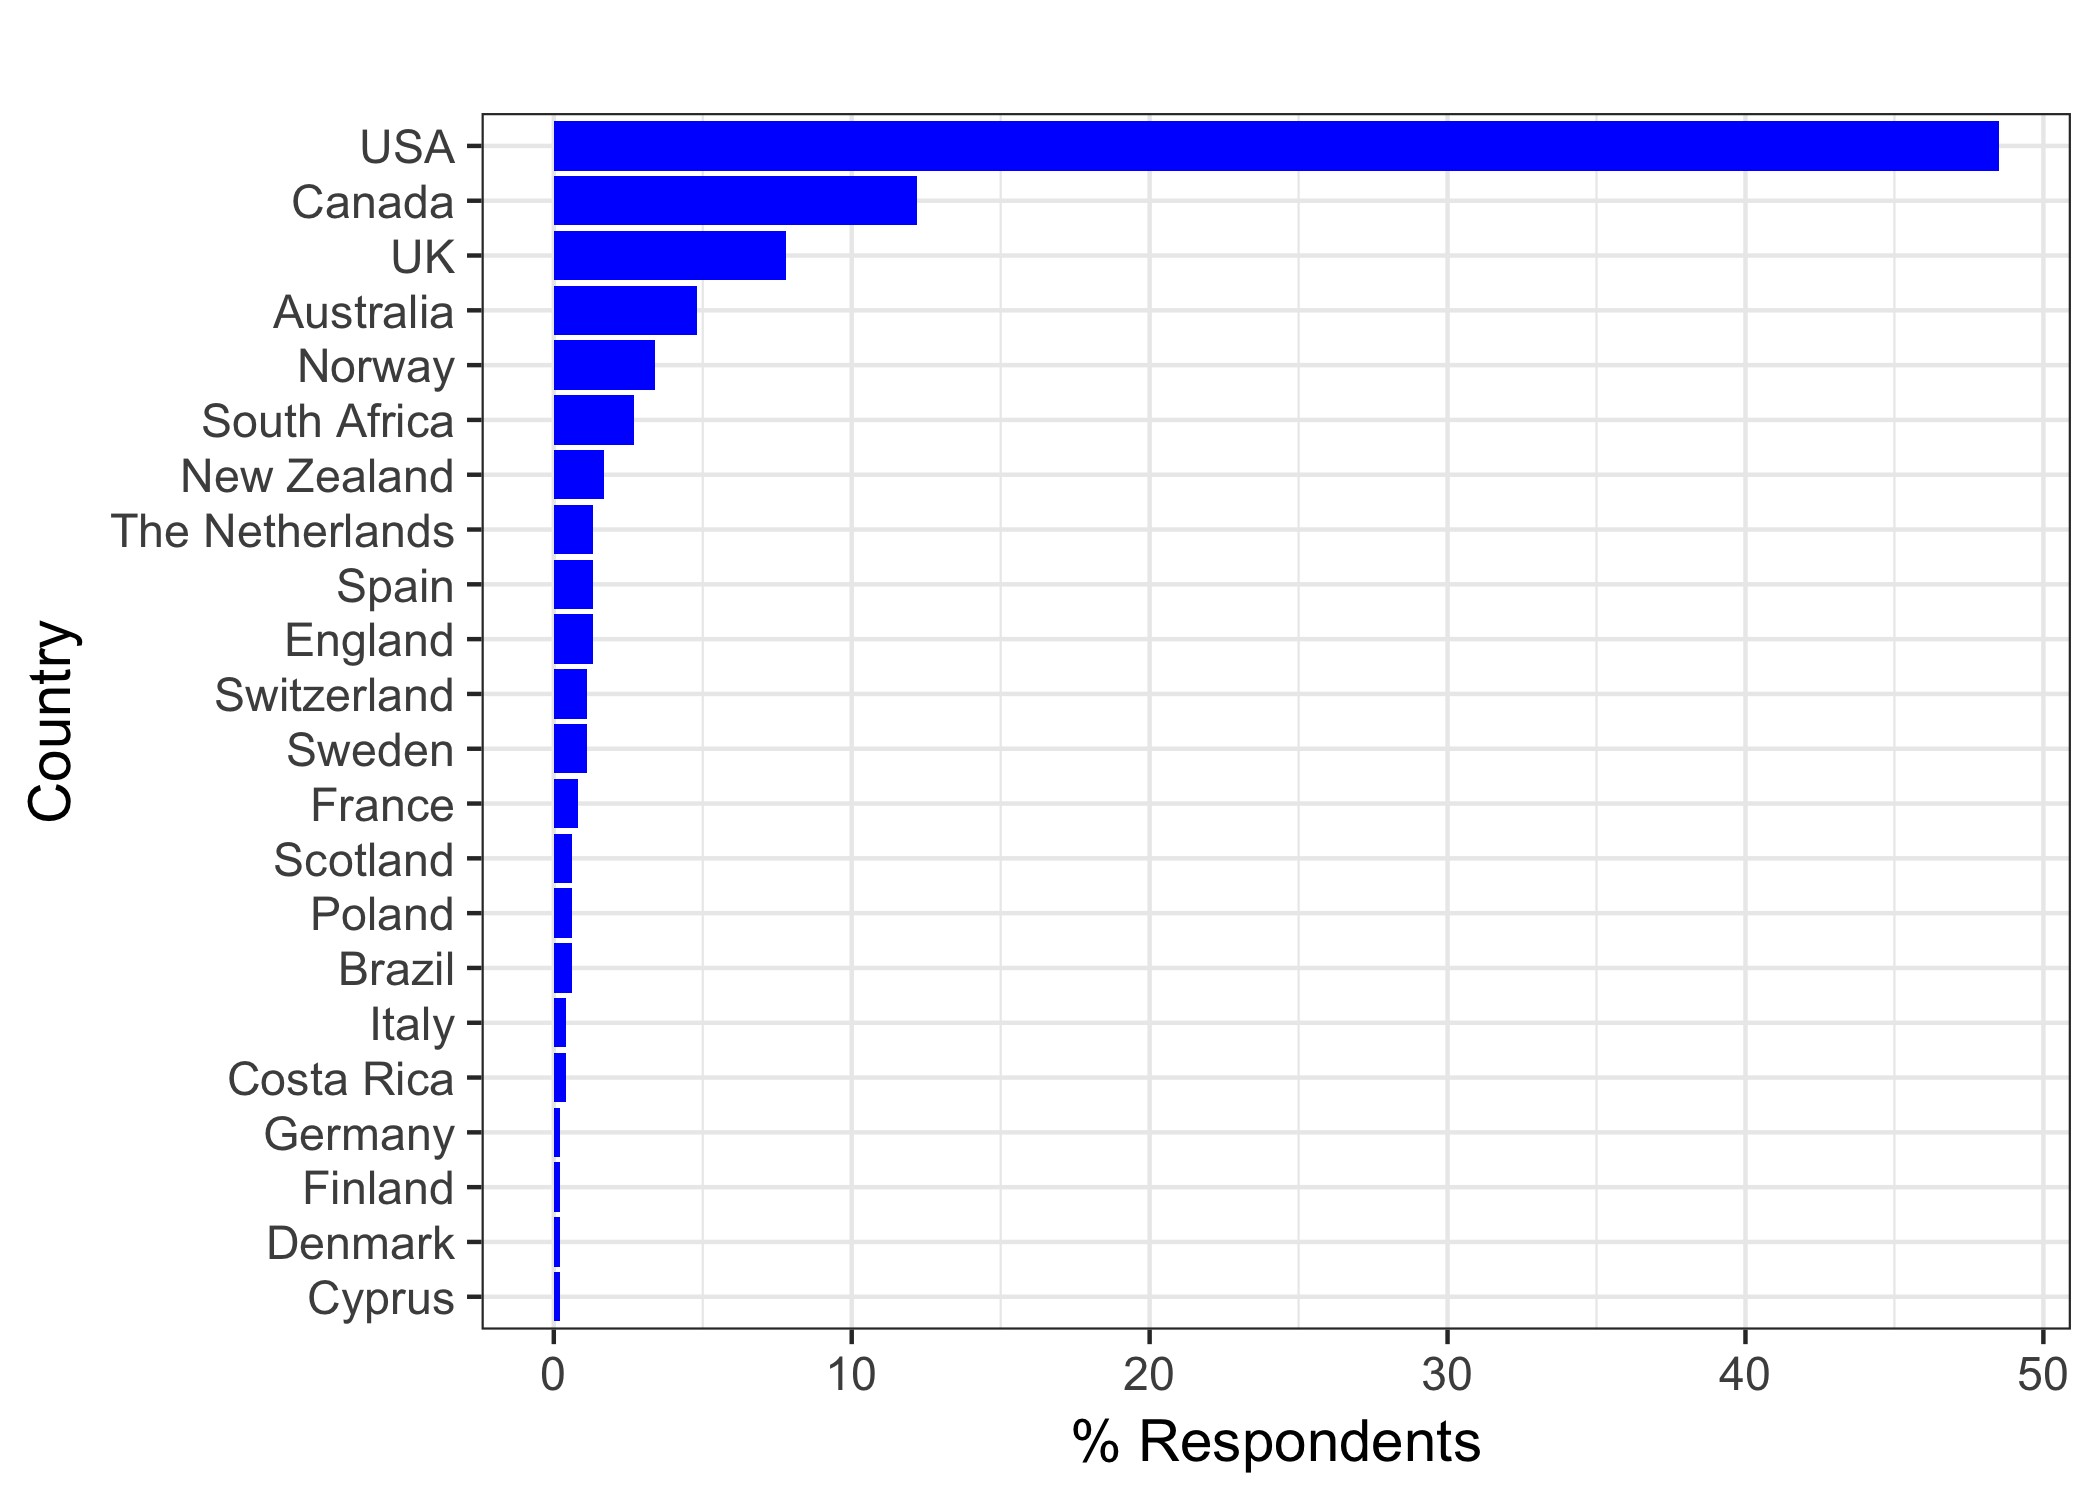 USA
Canada
UK
Australia
Norway
South Africa
New Zealand
The Netherlands
Spain
England
Switzerland
Sweden
France
Scotland
Poland
Brazil
Italy
Costa Rica
Germany
Finland
Denmark
Cyprus
Country
0 10 20 30 40 50
% Respondents